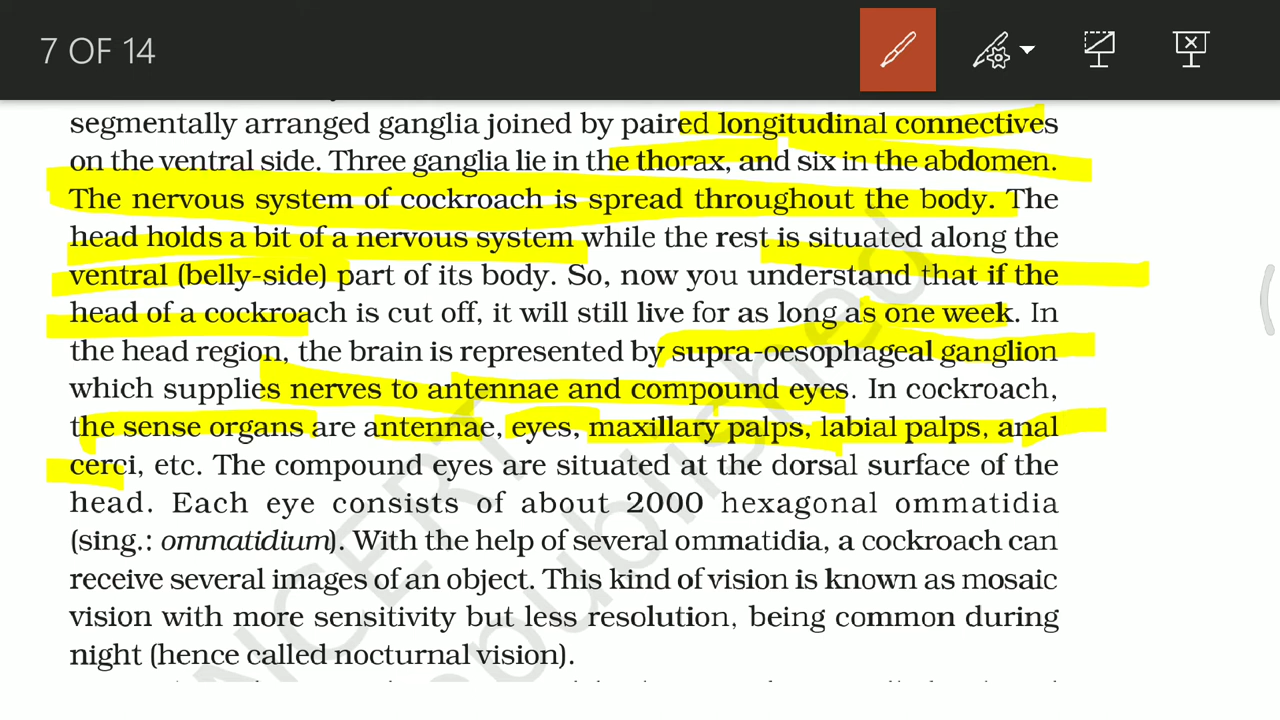 7 OF 14
segmentally arranged ganglia joined by paired longitudinal connectives
on the ventral side. Three ganglia lie in the thorax, and six in the abdomen.
The nervous system of cockroach is spread throughout the body. The
head holds a bit of a nervous system while the rest is situated along the
ventral (belly-side) part of its body. So, now you understand that if the
head of a cockroach is cut off, it will still live for as long as one week. In
the head region, the brain is represented by supra-oesophageal ganglion
which supplies nerves to antennae and compound eyes. In cockroach,
the sense organs are antennae, eyes, maxillary palps, labial palps, anal
cerci, etc. The compound eyes are situated at the dorsal surface of the
head. Each eye consists of about 2000 hexagonal ommatidia
(sing.: ommatidium). With the help of several ommatidia, a cockroach can
receive several images of an object. This kind of vision is known as mosaic
vision with more sensitivity but less resolution, being common during
night (hence called nocturnal vision).
NCERT
published